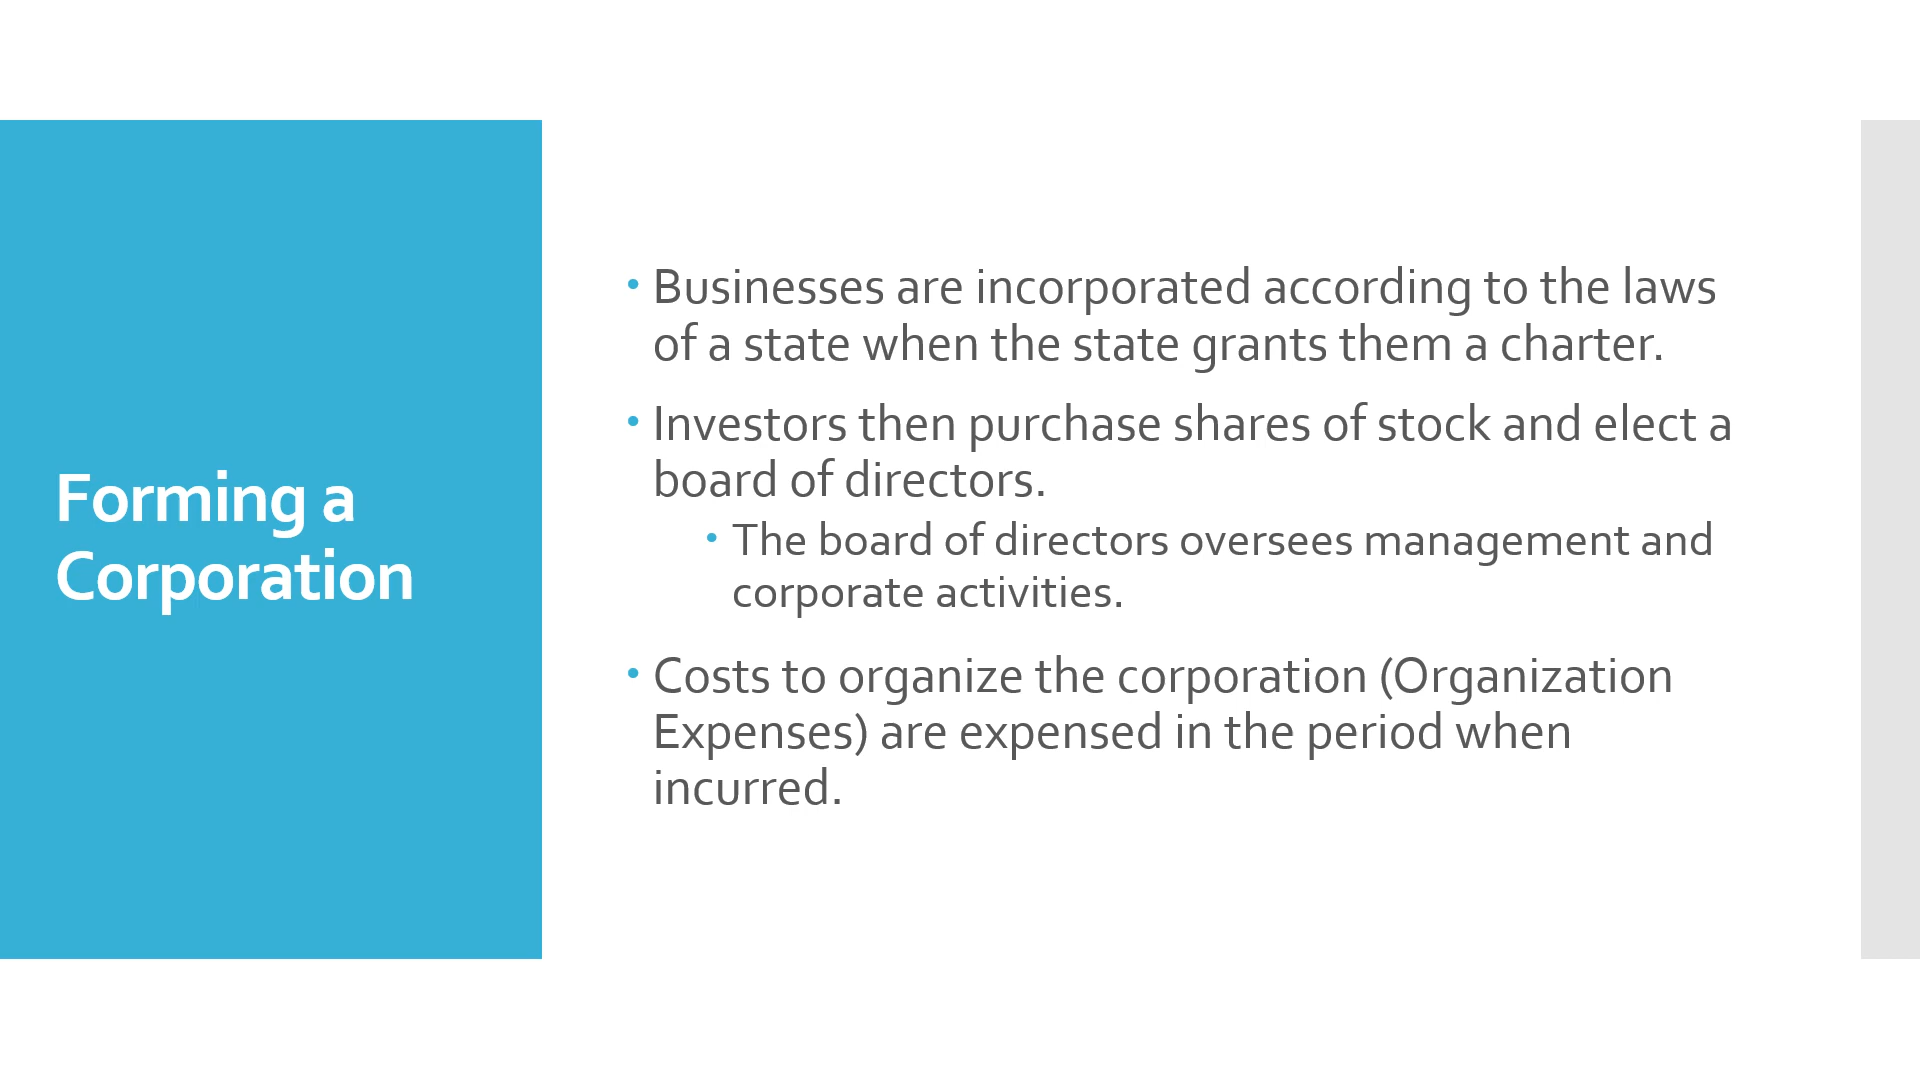 Forming a
Corporation
• Businesses are incorporated according to the laws
of a state when the state grants them a charter.
• Investors then purchase shares of stock and elect a
board of directors.
• The board of directors oversees management and
corporate activities.
• Costs to organize the corporation (Organization
Expenses) are expensed in the period when
incurred.